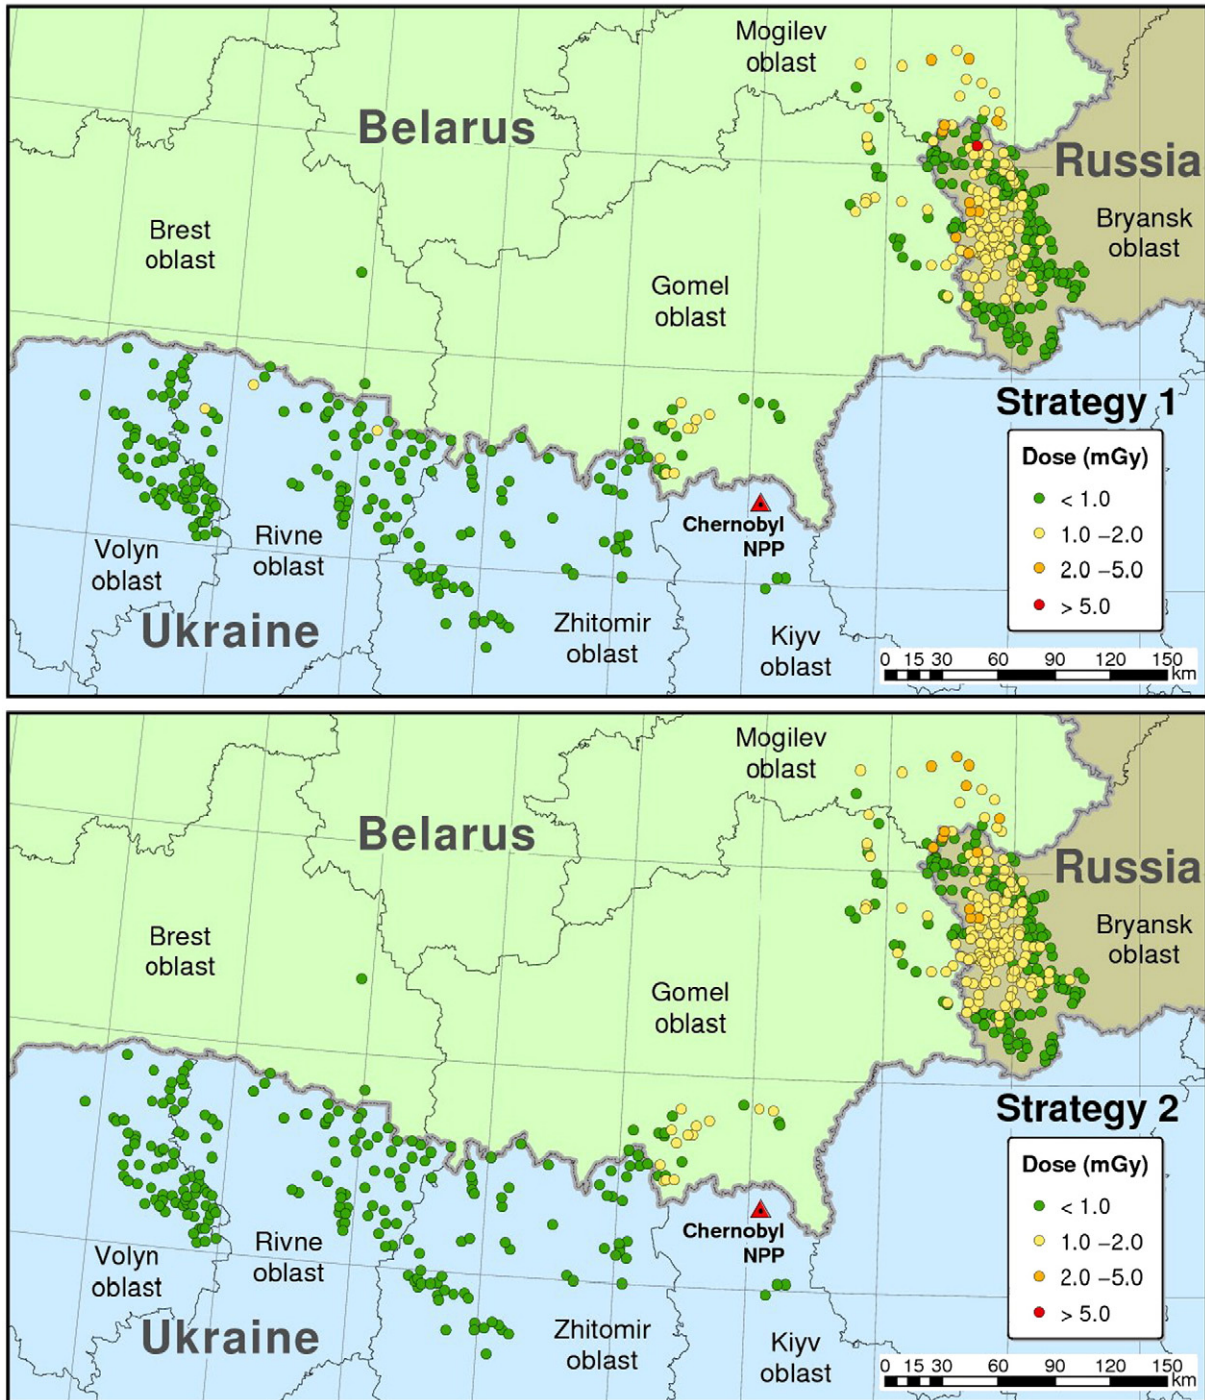 Mogilev
oblast
Belarus
Russia
Brest
oblast
Bryansk
oblast
Gomel
oblast
Strategy 1
Dose (mGy)
< 1.0
1.0 –2.0
2.0 –5.0
> 5.0
Chernobyl
NPP
Rivne
oblast
Volyn
oblast
Ukraine
Zhitomir
oblast
Kiyv
oblast
0 15 30 60 90 120 150
km
Mogilev
oblast
Belarus
Russia
Brest
oblast
Bryansk
oblast
Gomel
oblast
Strategy 2
Dose (mGy)
< 1.0
1.0 –2.0
2.0 –5.0
> 5.0
Chernobyl
NPP
Rivne
oblast
Volyn
oblast
Ukraine
Zhitomir
oblast
Kiyv
oblast
0 15 30 60 90 120 150
km